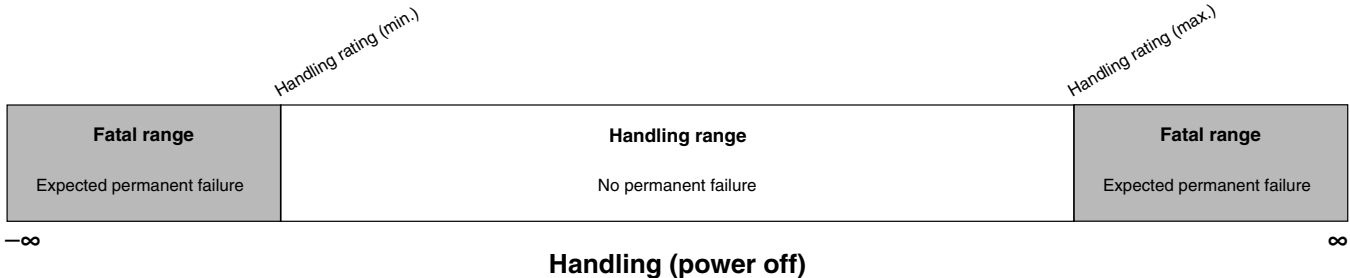 Handling rating (min.)
Handling rating (max.)
Fatal range
Handling range
Fatal range
Expected permanent failure
No permanent failure
Expected permanent failure
–∞
∞
Handling (power off)